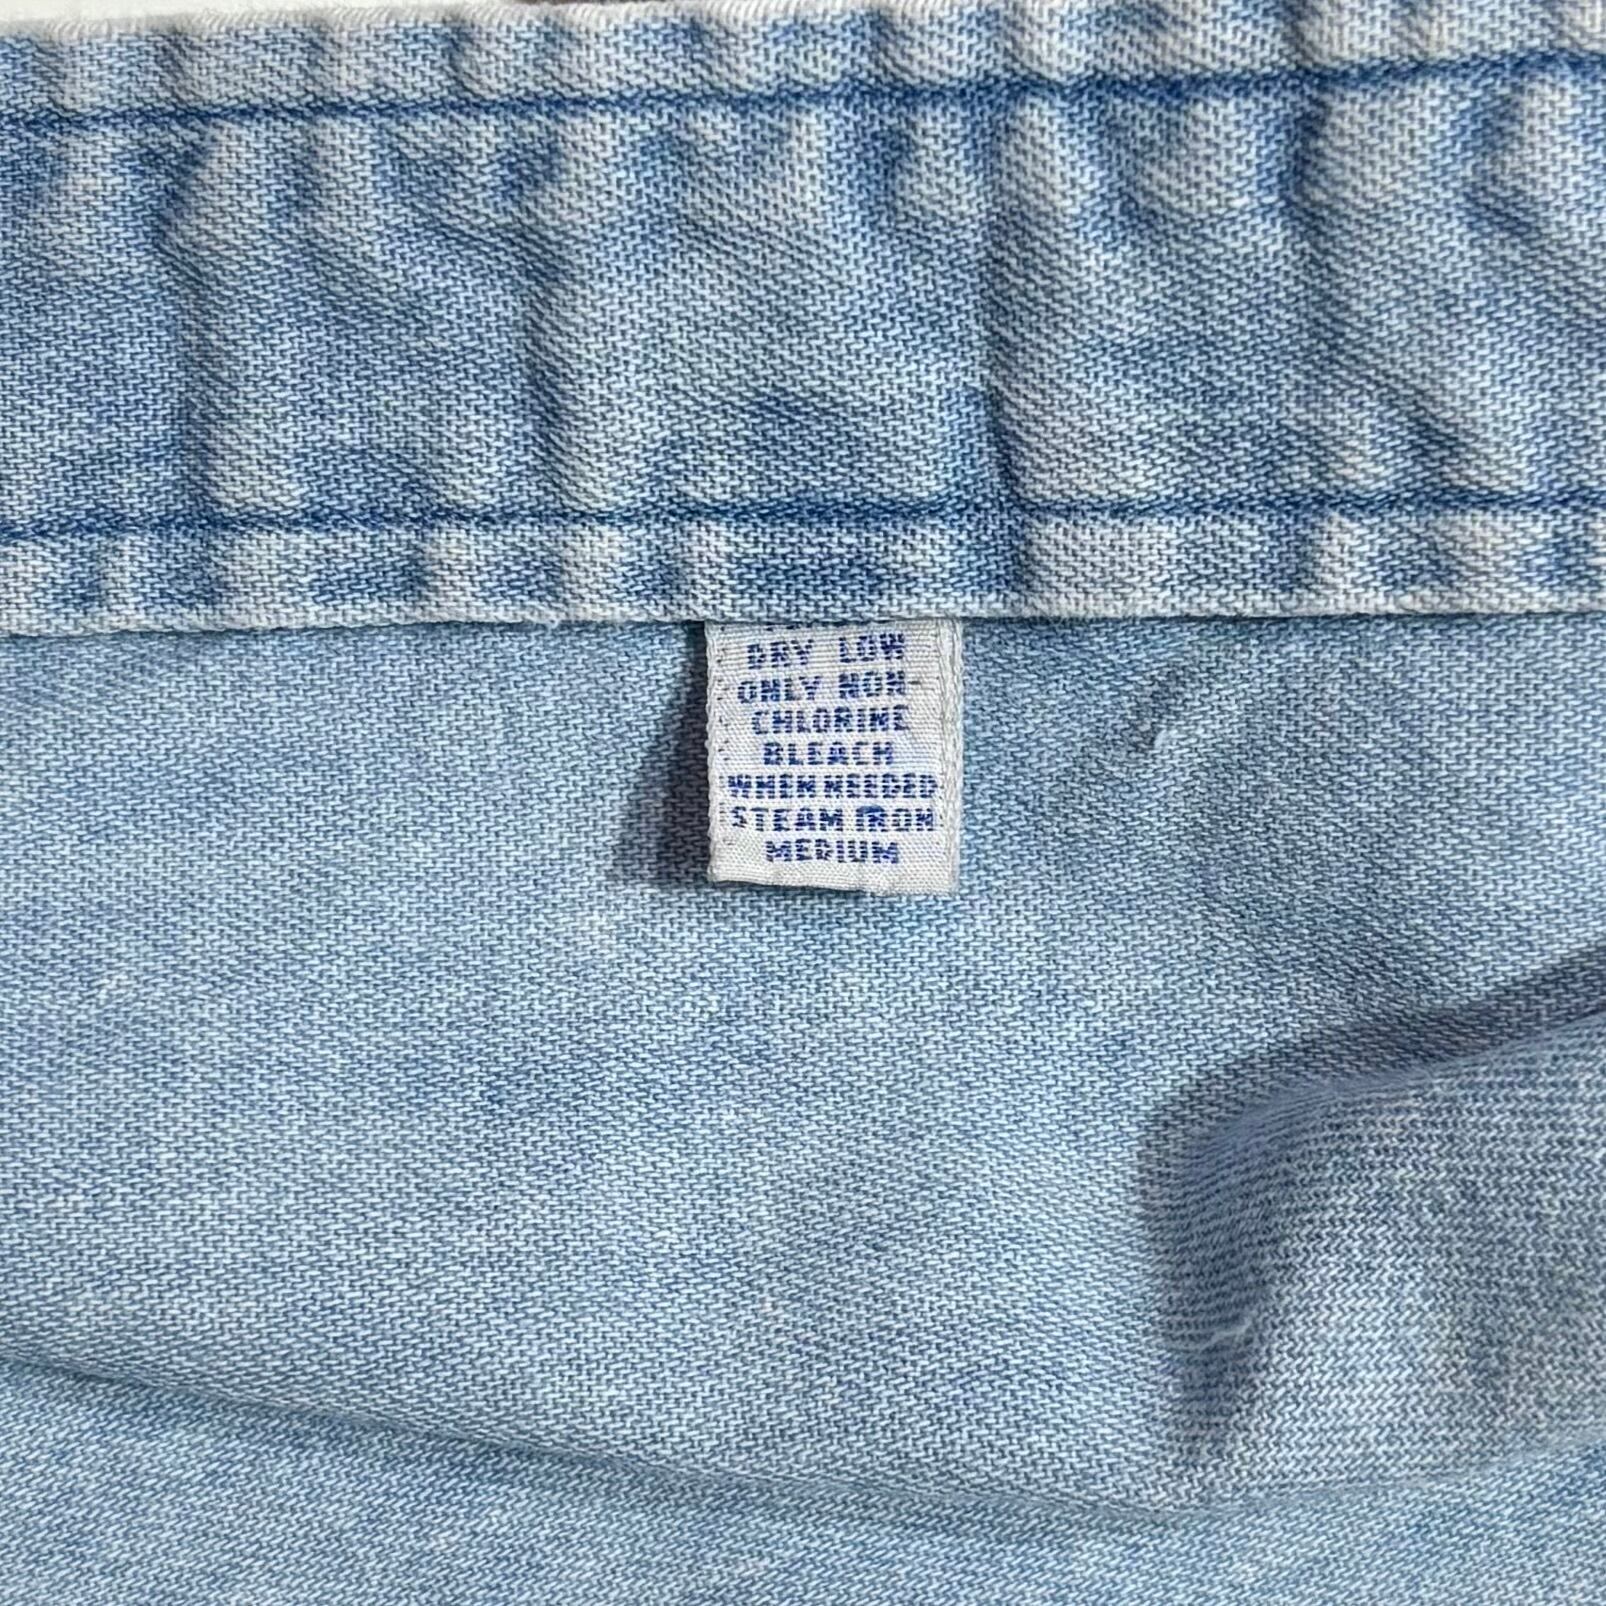 DRY LOW
ONLY NON-
CHLORINE
BLEACH
WHEN NEEDED
STEAM IRON
MEDIUM